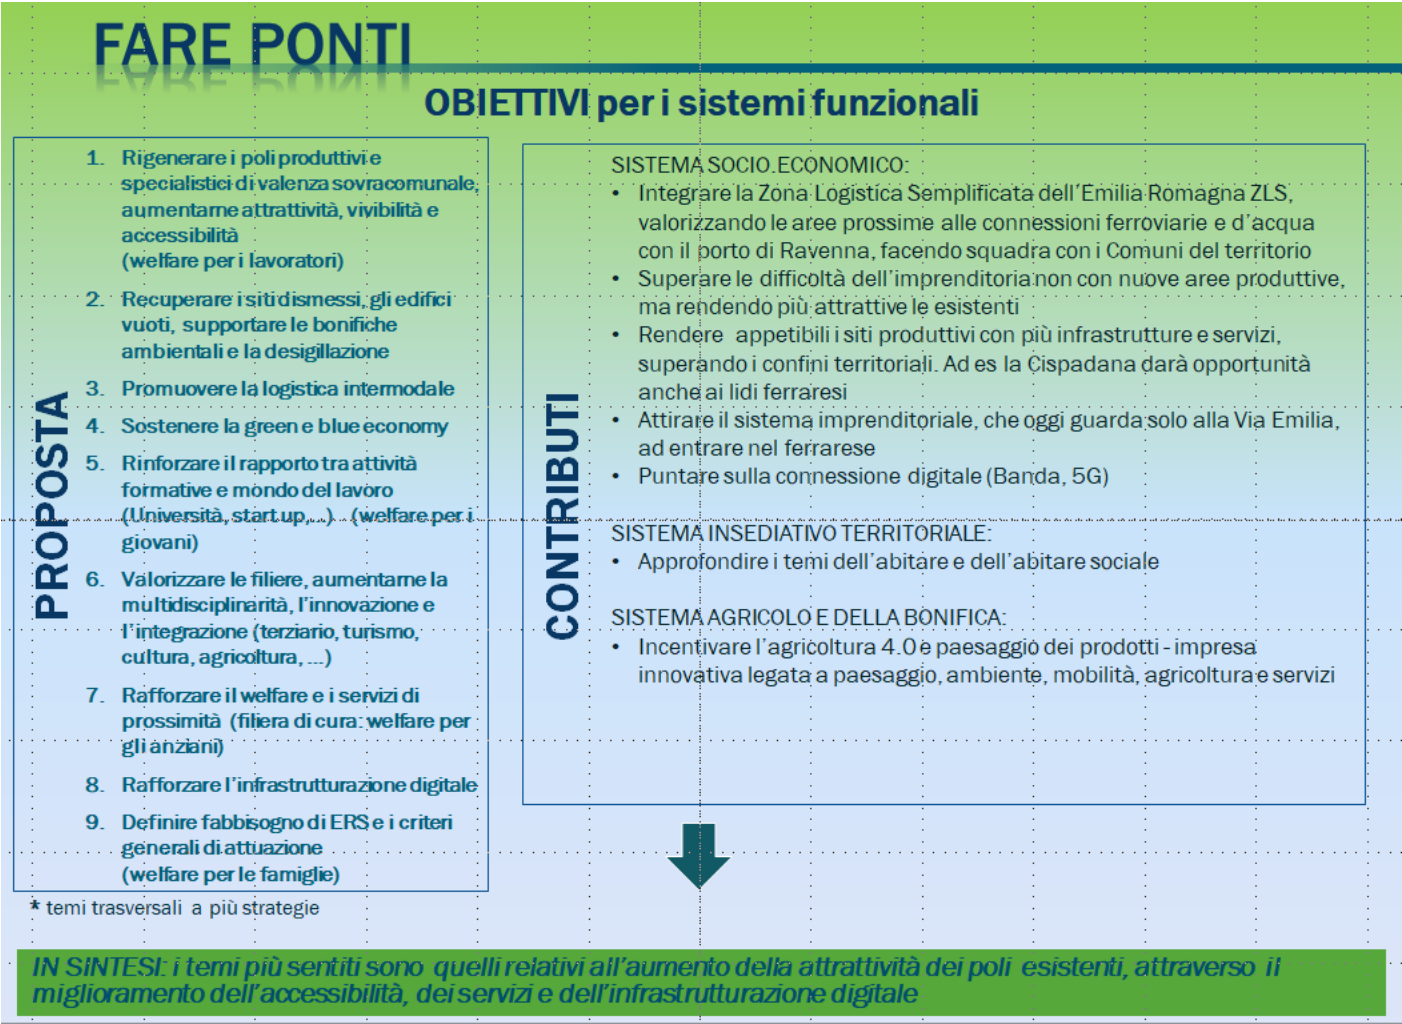 FARE PONTI
OBIETTIVI per i sistemi funzionali
PROPOSTA
1. Rigenerare i poli produttivi e
specialistici di valenza sovracomunale,
aumentarne attrattività, vivibilità e
accessibilità
(welfare per i lavoratori)
2. Recuperare i siti dismessi, gli edifici
vuoti, supportare le bonifiche
ambientali e la desigillazione
3. Promuovere la logistica intermodale
4. Sostenere la green e blue economy
5. Rinforzare il rapporto tra attività
formative e mondo del lavoro
(Università, start up,...) (welfare per i
giovani)
6. Valorizzare le filiere, aumentarne la
multidisciplinarità, l'innovazione e
l'integrazione (terziario, turismo,
cultura, agricoltura, ...)
7. Rafforzare il welfare e i servizi di
prossimità (filiera di cura: welfare per
gli anziani)
8. Rafforzare l'infrastrutturazione digitale
9. Definire fabbisogno di ERS e i criteri
generali di attuazione
(welfare per le famiglie)
* temi trasversali a più strategie
CONTRIBUTI
SISTEMA SOCIO.ECONOMICO:
• Integrare la Zona Logistica Semplificata dell'Emilia Romagna ZLS,
valorizzando le aree prossime alle connessioni ferroviarie e d'acqua
con il porto di Ravenna, facendo squadra con i Comuni del territorio
• Superare le difficoltà dell'imprenditoria non con nuove aree produttive,
ma rendendo più attrattive le esistenti
• Rendere appetibili i siti produttivi con più infrastrutture e servizi,
superando i confini territoriali. Ad es la Cispadana darà opportunità
anche ai lidi ferraresi
• Attirare il sistema imprenditoriale, che oggi guarda solo alla Via Emilia,
ad entrare nel ferrarese
• Puntare sulla connessione digitale (Banda, 5G)
SISTEMA INSEDIATIVO TERRITORIALE:
• Approfondire i temi dell'abitare e dell'abitare sociale
SISTEMA AGRICOLO E DELLA BONIFICA:
• Incentivare l'agricoltura 4.0 e paesaggio dei prodotti - impresa
innovativa legata a paesaggio, ambiente, mobilità, agricoltura e servizi
IN SINTESI: i temi più sentiti sono quelli relativi all'aumento della attrattività dei poli esistenti, attraverso il
miglioramento dell'accessibilità, dei servizi e dell'infrastrutturazione digitale